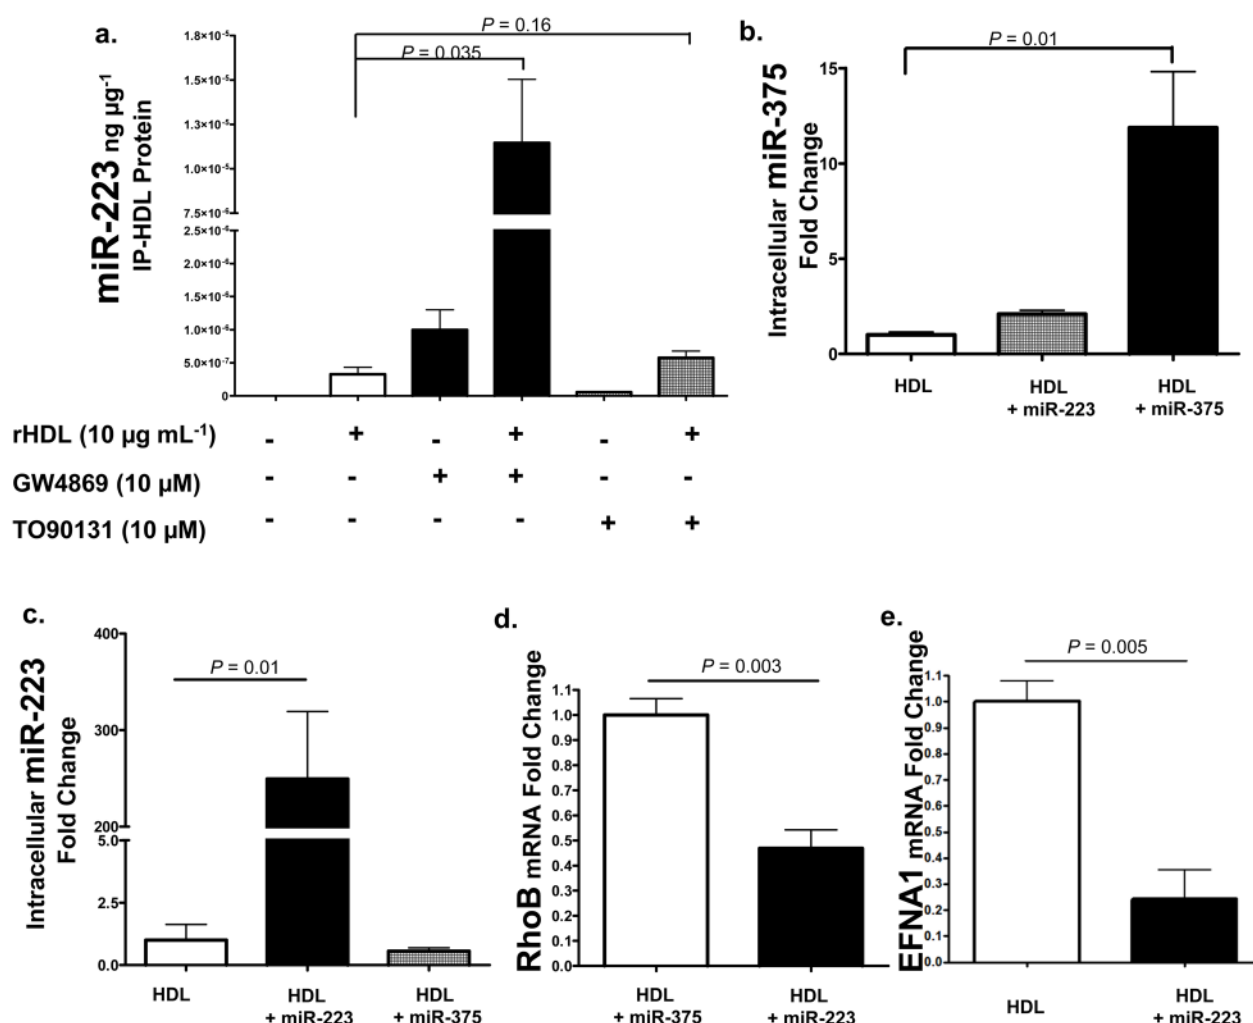 a.
miR-223 ng µg⁻¹
IP-HDL Protein
P = 0.16
P = 0.035
1.8×10⁻⁵
1.5×10⁻⁵
1.3×10⁻⁵
1.0×10⁻⁵
7.5×10⁻⁶
2.5×10⁻⁶
2.0×10⁻⁶
1.5×10⁻⁶
1.0×10⁻⁶
5.0×10⁻⁷
0
rHDL (10 µg mL⁻¹) - + - + - +
GW4869 (10 µM) - - + + - -
TO90131 (10 µM) - - - - + +
b.
Intracellular miR-375
Fold Change
P = 0.01
15
10
5
0
HDL
HDL
+ miR-223
HDL
+ miR-375
c.
Intracellular miR-223
Fold Change
P = 0.01
400
300
200
5.0
2.5
0.0
HDL
HDL
+ miR-223
HDL
+ miR-375
d.
RhoB mRNA Fold Change
P = 0.003
1.1
1.0
0.9
0.8
0.7
0.6
0.5
0.4
0.3
0.2
0.1
0.0
HDL
+ miR-375
HDL
+ miR-223
e.
EFNA1 mRNA Fold Change
P = 0.005
1.1
1.0
0.9
0.8
0.7
0.6
0.5
0.4
0.3
0.2
0.1
0.0
HDL
HDL
+ miR-223